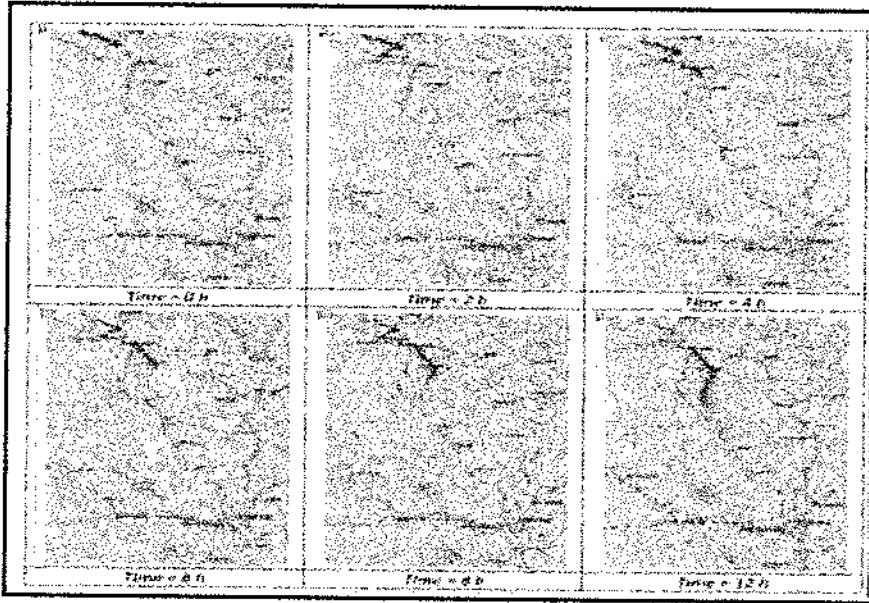 Time = 0 h
Time = 2 h
Time = 4 h
Time = 6 h
Time = 8 h
Time = 12 h